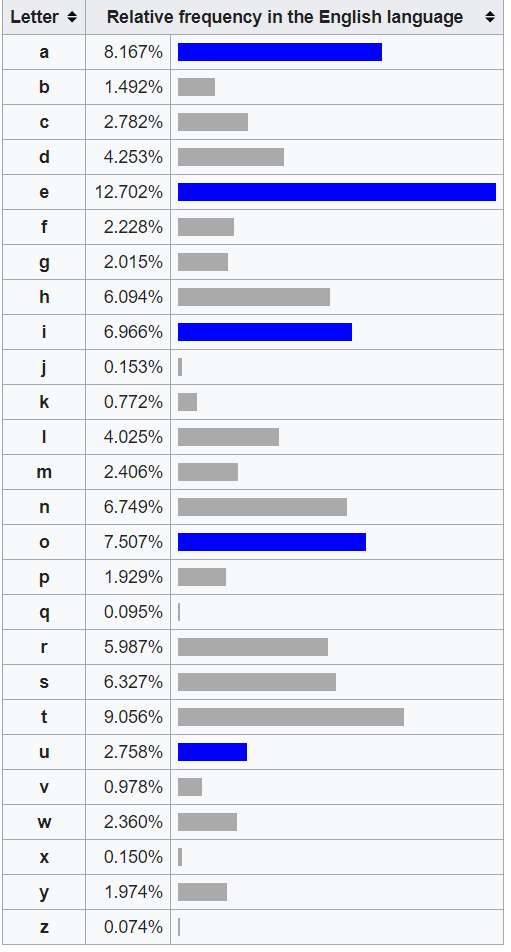 Letter Relative frequency in the English language
a 8.167%
b 1.492%
c 2.782%
d 4.253%
e 12.702%
f 2.228%
g 2.015%
h 6.094%
i 6.966%
j 0.153%
k 0.772%
l 4.025%
m 2.406%
n 6.749%
o 7.507%
p 1.929%
q 0.095%
r 5.987%
s 6.327%
t 9.056%
u 2.758%
v 0.978%
w 2.360%
x 0.150%
y 1.974%
z 0.074%